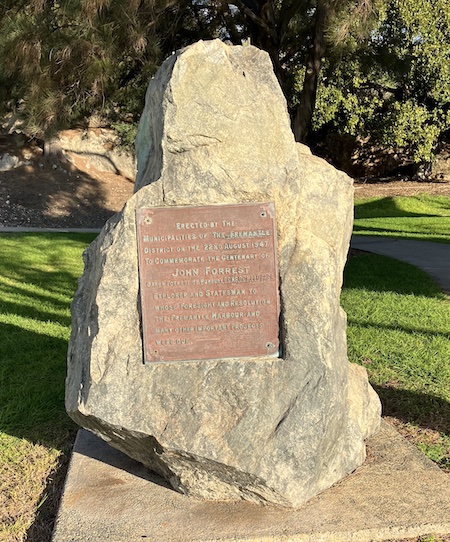 ERECTED BY THE
MUNICIPALITIES OF THE FREMANTLE
DISTRICT ON THE 22ND AUGUST 1947
TO COMMEMORATE THE CENTENARY OF
JOHN FORREST
EXPLORER AND STATESMAN TO
WHOSE FORESIGHT AND RESOLUTION
THE FREMANTLE HARBOUR AND
MANY OTHER IMPORTANT PROJECTS
WERE DUE.